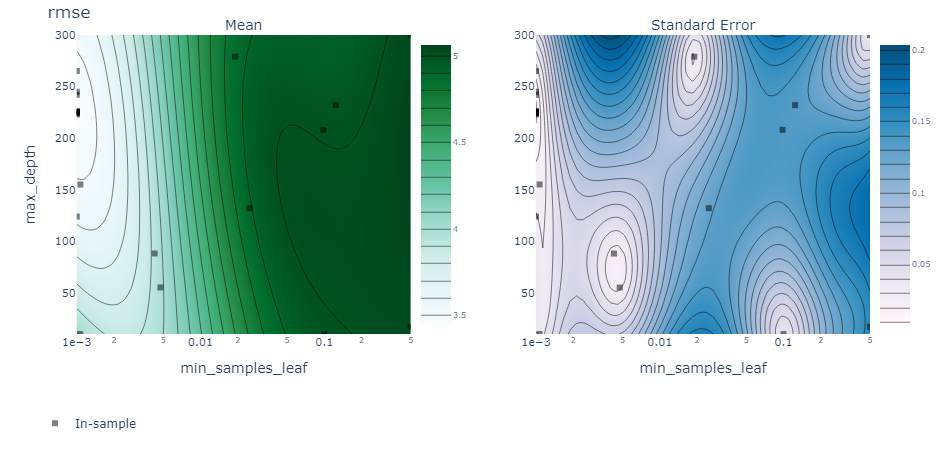 rmse
Mean
Standard Error
300
250
200
150
100
50
max_depth
1e−3 2 5 0.01 2 5 0.1 2 5
min_samples_leaf
5
4.5
4
3.5
300
250
200
150
100
50
1e−3 2 5 0.01 2 5 0.1 2 5
min_samples_leaf
0.2
0.15
0.1
0.05
In-sample